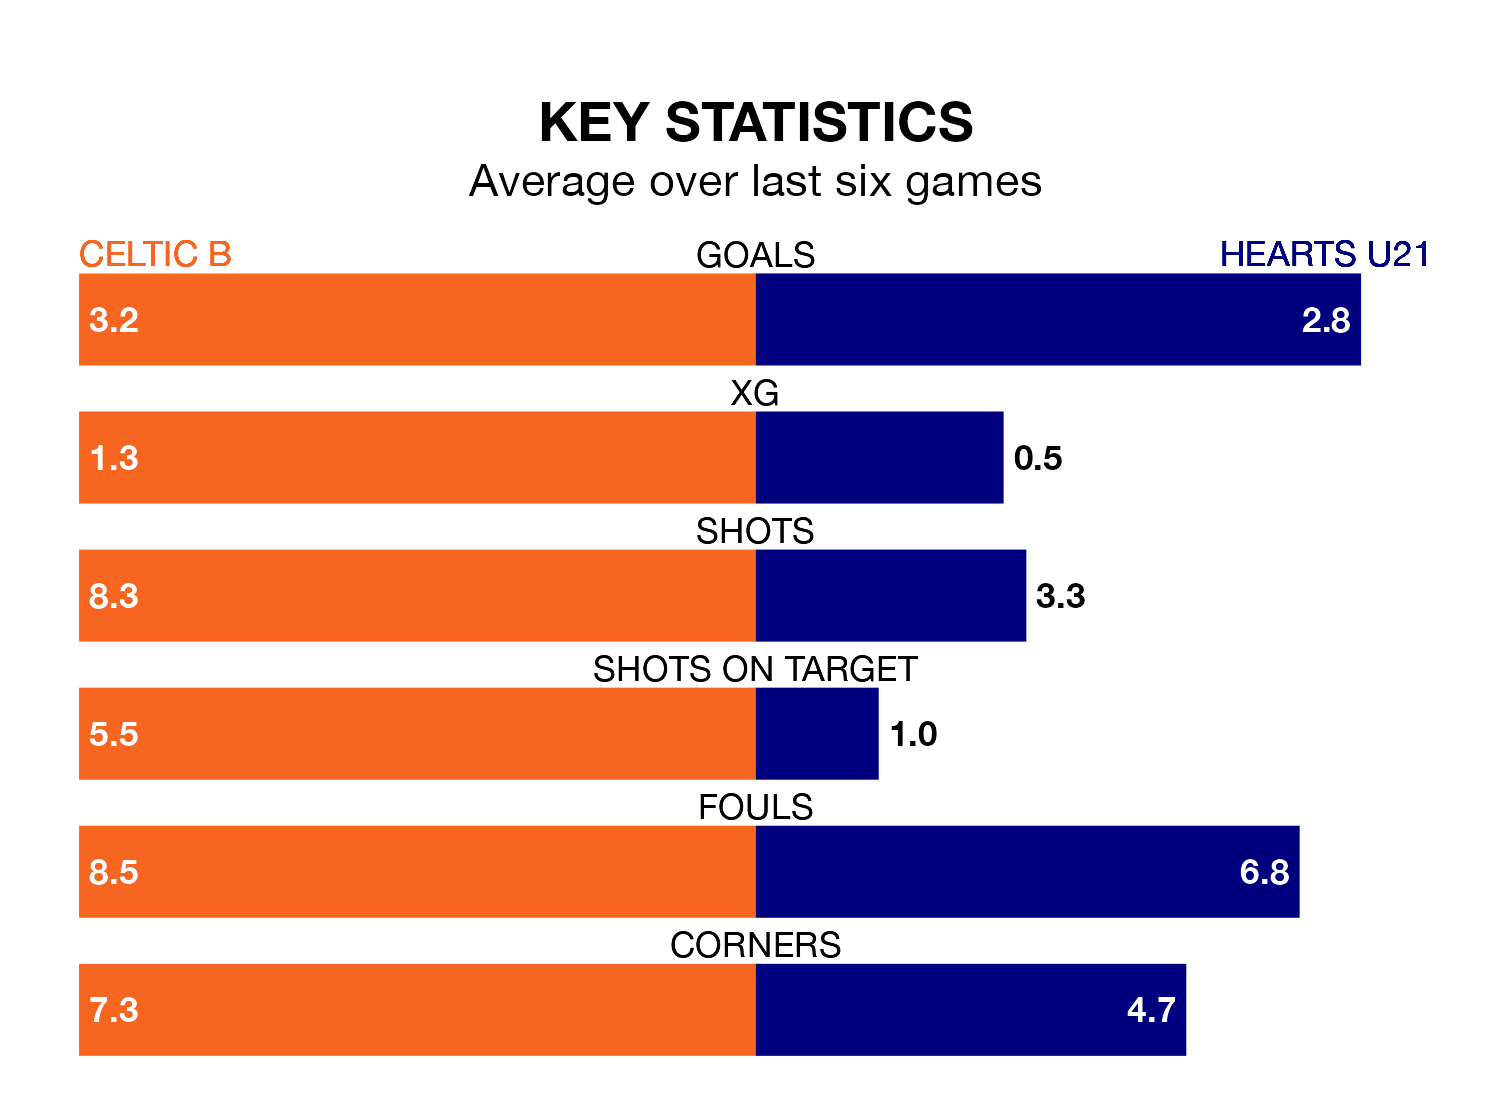 KEY STATISTICS
Average over last six games
CELTIC B GOALS HEARTS U21
3.2 2.8
XG
1.3 0.5
SHOTS
8.3 3.3
SHOTS ON TARGET
5.5 1.0
FOULS
8.5 6.8
CORNERS
7.3 4.7